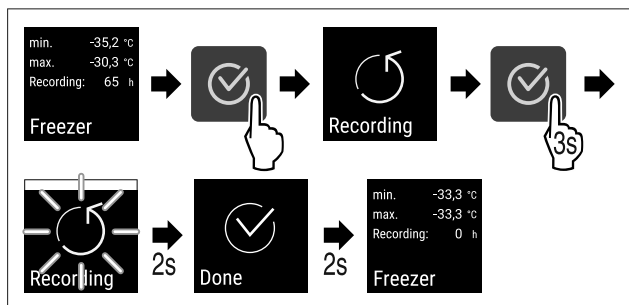 min. -35,2 °C
max. -30,3 °C
Recording: 65 h
Freezer
Recording
3s
Recording
2s
Done
2s
min. -33,3 °C
max. -33,3 °C
Recording: 0 h
Freezer